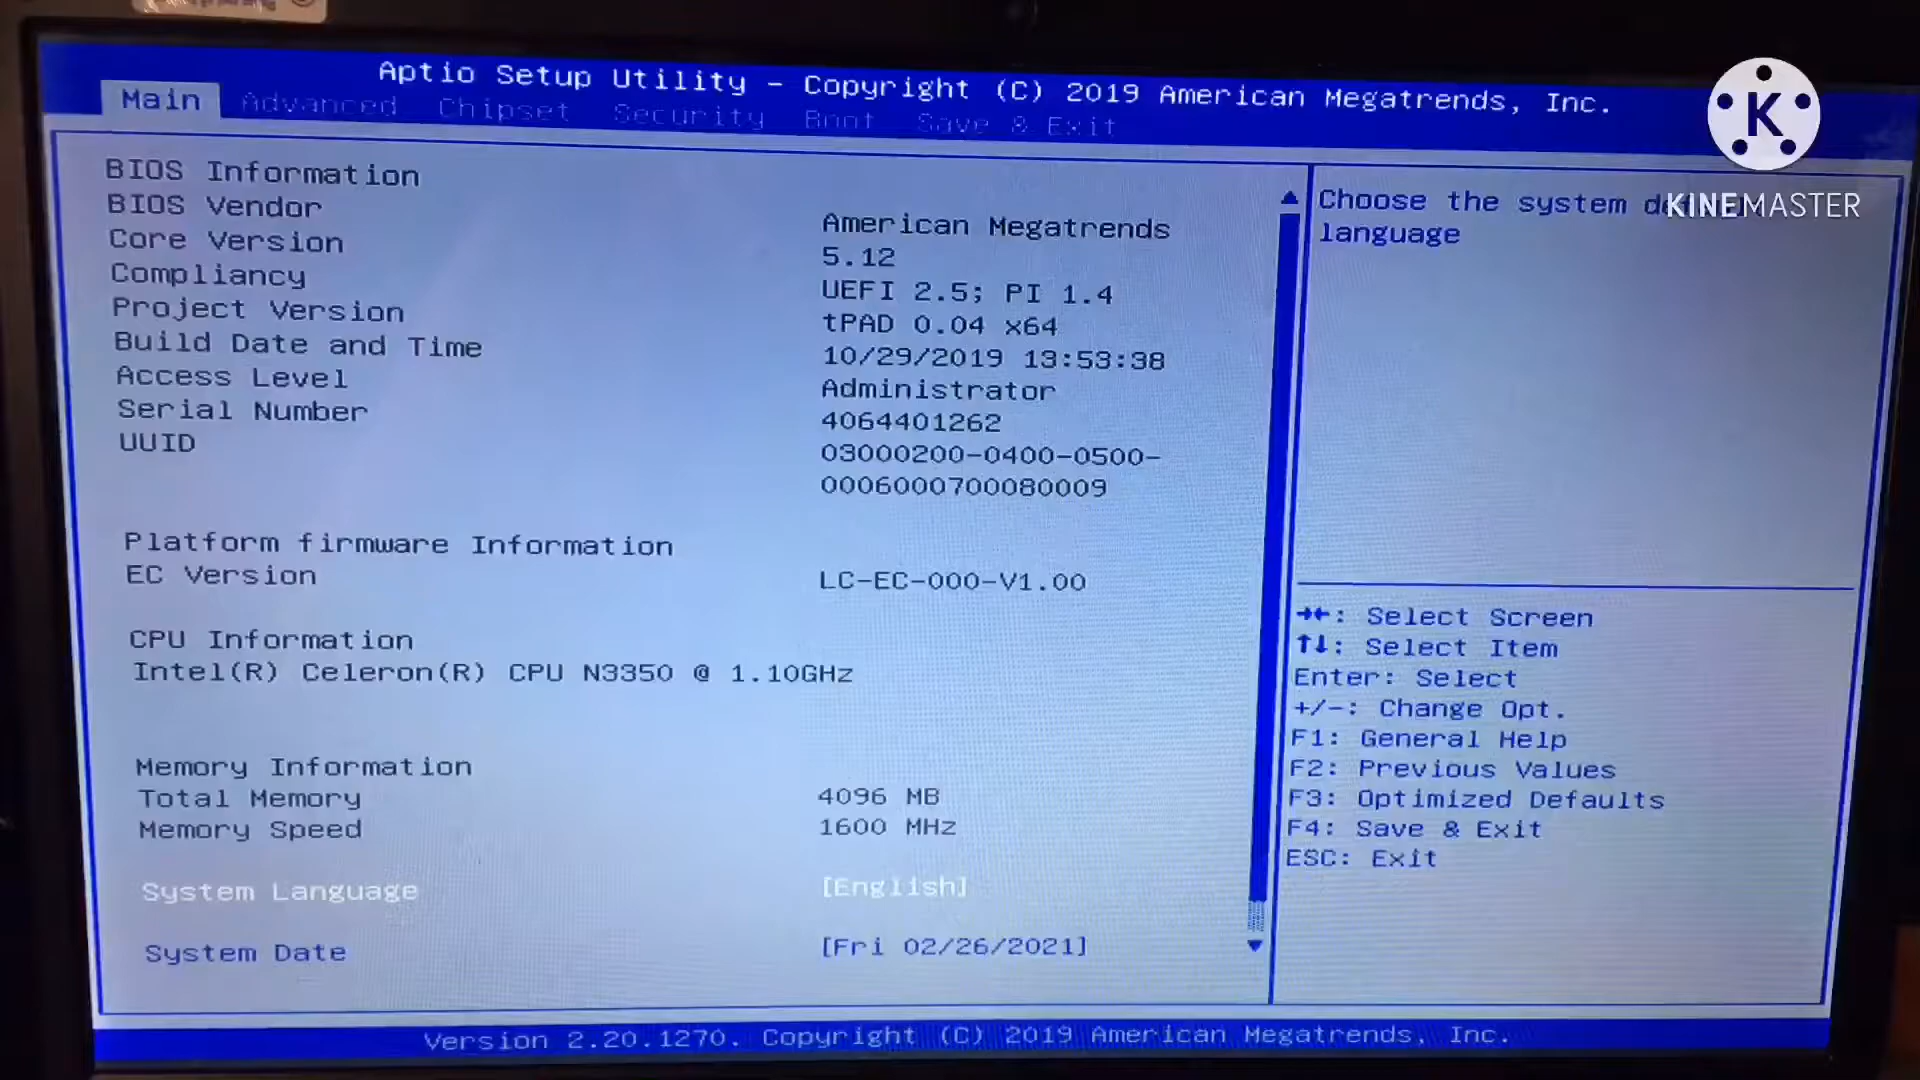 Aptio Setup Utility – Copyright (C) 2019 American Megatrends, Inc.
Main Advanced Chipset Security Boot Save & Exit
K
KINEMASTER
BIOS Information
BIOS Vendor American Megatrends
Core Version 5.12
Compliancy UEFI 2.5; PI 1.4
Project Version tPAD 0.04 x64
Build Date and Time 10/29/2019 13:53:38
Access Level Administrator
Serial Number 4064401262
UUID 03000200-0400-0500-
0006000700080009
Platform firmware Information
EC Version LC-EC-000-V1.00
CPU Information
Intel(R) Celeron(R) CPU N3350 @ 1.10GHz
Memory Information
Total Memory 4096 MB
Memory Speed 1600 MHz
System Language [English]
System Date [Fri 02/26/2021]
Choose the system
language
→←: Select Screen
↑↓: Select Item
Enter: Select
+/-: Change Opt.
F1: General Help
F2: Previous Values
F3: Optimized Defaults
F4: Save & Exit
ESC: Exit
Version 2.20.1270. Copyright (C) 2019 American Megatrends, Inc.